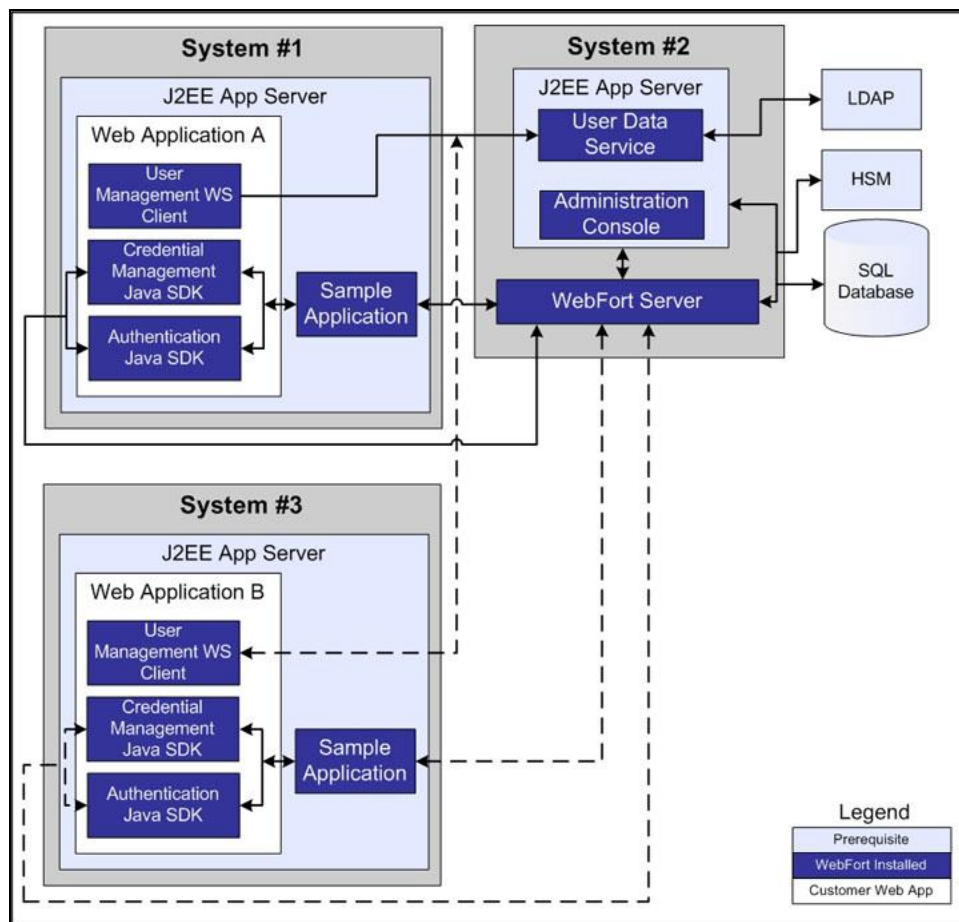 System #1
J2EE App Server
Web Application A
User
Management WS
Client
Credential
Management
Java SDK
Authentication
Java SDK
Sample
Application
System #2
J2EE App Server
User Data
Service
Administration
Console
WebFort Server
LDAP
HSM
SQL
Database
System #3
J2EE App Server
Web Application B
User
Management WS
Client
Credential
Management
Java SDK
Authentication
Java SDK
Sample
Application
Legend
Prerequisite
WebFort Installed
Customer Web App